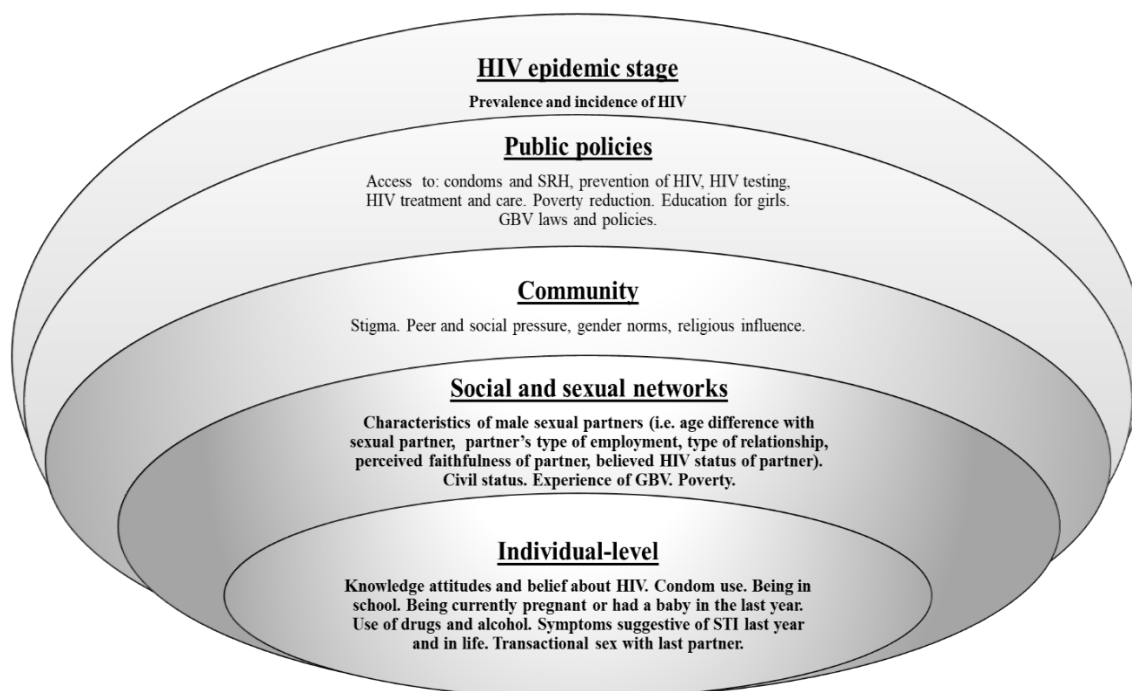 HIV epidemic stage
Prevalence and incidence of HIV
Public policies
Access to: condoms and SRH, prevention of HIV, HIV testing,
HIV treatment and care. Poverty reduction. Education for girls.
GBV laws and policies.
Community
Stigma. Peer and social pressure, gender norms, religious influence.
Social and sexual networks
Characteristics of male sexual partners (i.e. age difference with
sexual partner, partner's type of employment, type of relationship,
perceived faithfulness of partner, believed HIV status of partner).
Civil status. Experience of GBV. Poverty.
Individual-level
Knowledge attitudes and belief about HIV. Condom use. Being in
school. Being currently pregnant or had a baby in the last year.
Use of drugs and alcohol. Symptoms suggestive of STI last year
and in life. Transactional sex with last partner.